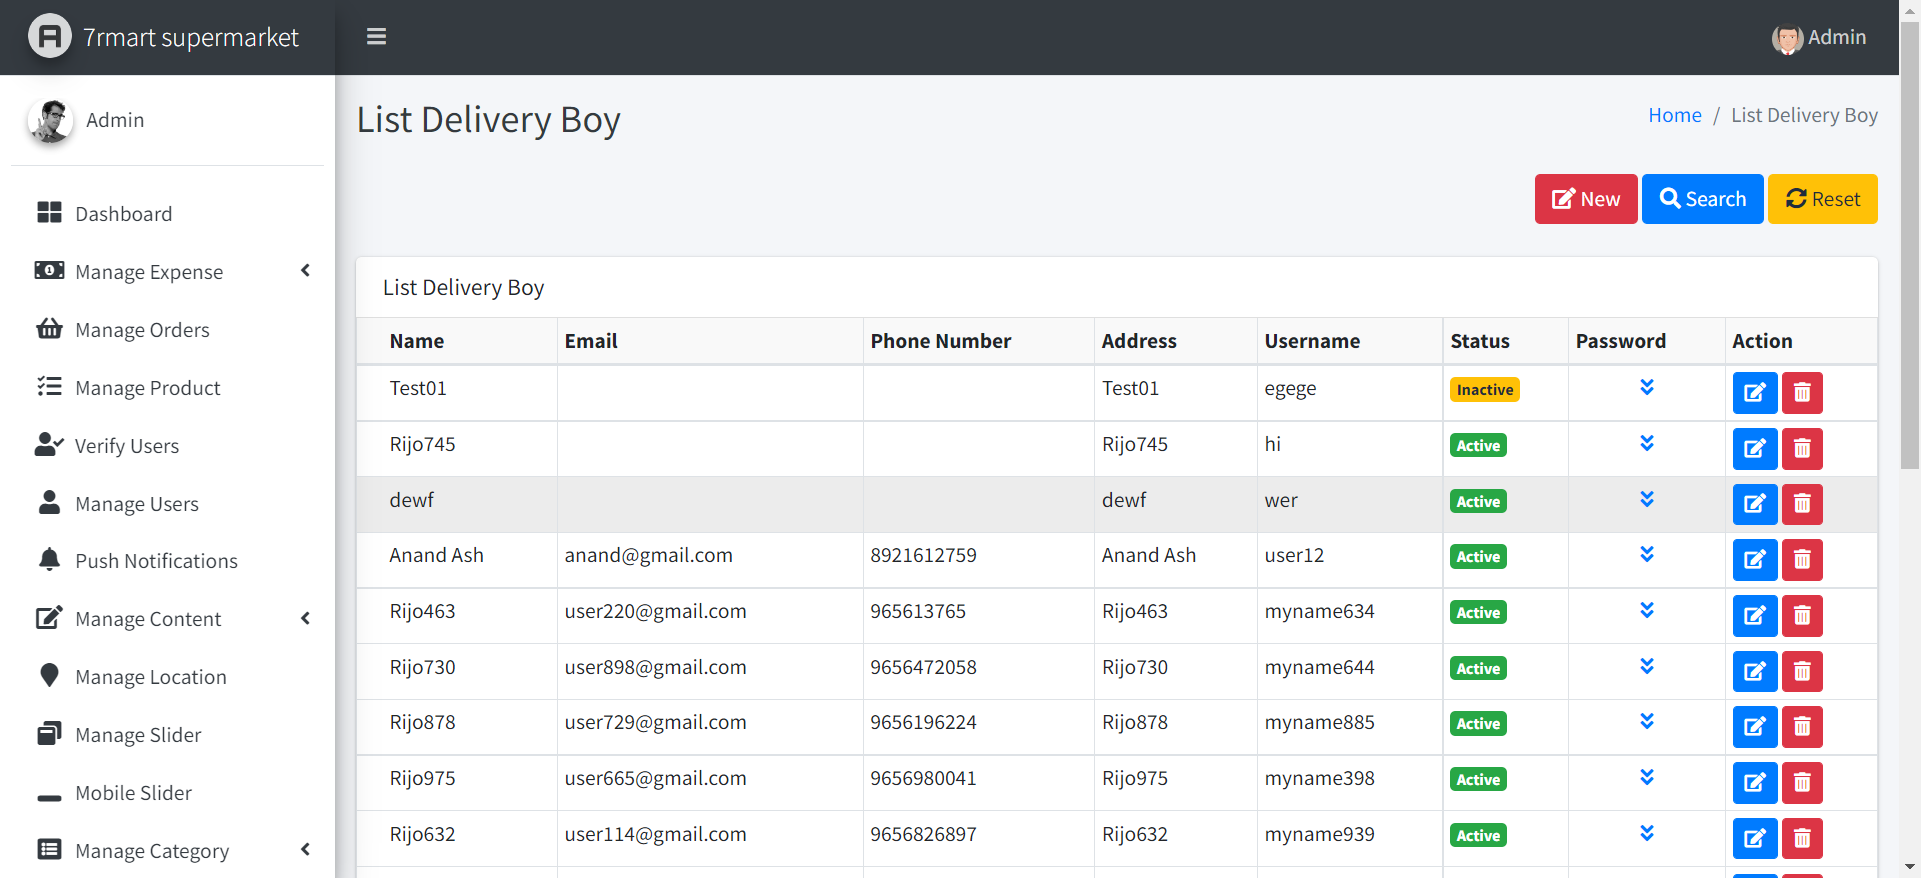 7rmart supermarket
Admin
Admin
Dashboard
Manage Expense
Manage Orders
Manage Product
Verify Users
Manage Users
Push Notifications
Manage Content
Manage Location
Manage Slider
Mobile Slider
Manage Category
List Delivery Boy
Home / List Delivery Boy
New Search Reset
List Delivery Boy
Name Email Phone Number Address Username Status Password Action
Test01 Test01 egege Inactive
Rijo745 Rijo745 hi Active
dewf dewf wer Active
Anand Ash anand@gmail.com 8921612759 Anand Ash user12 Active
Rijo463 user220@gmail.com 965613765 Rijo463 myname634 Active
Rijo730 user898@gmail.com 9656472058 Rijo730 myname644 Active
Rijo878 user729@gmail.com 9656196224 Rijo878 myname885 Active
Rijo975 user665@gmail.com 9656980041 Rijo975 myname398 Active
Rijo632 user114@gmail.com 9656826897 Rijo632 myname939 Active